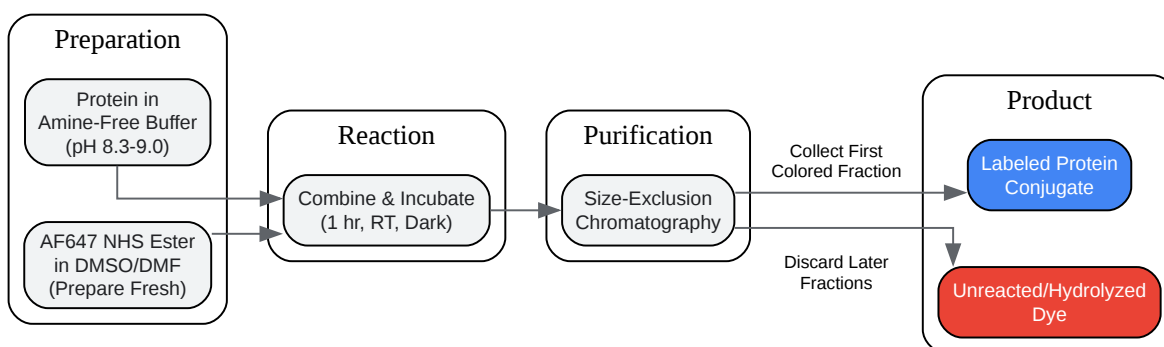 Preparation
Protein in
Amine-Free Buffer
(pH 8.3-9.0)
AF647 NHS Ester
in DMSO/DMF
(Prepare Fresh)
Reaction
Combine & Incubate
(1 hr, RT, Dark)
Purification
Size-Exclusion
Chromatography
Collect First
Colored Fraction
Discard Later
Fractions
Product
Labeled Protein
Conjugate
Unreacted/Hydrolyzed
Dye